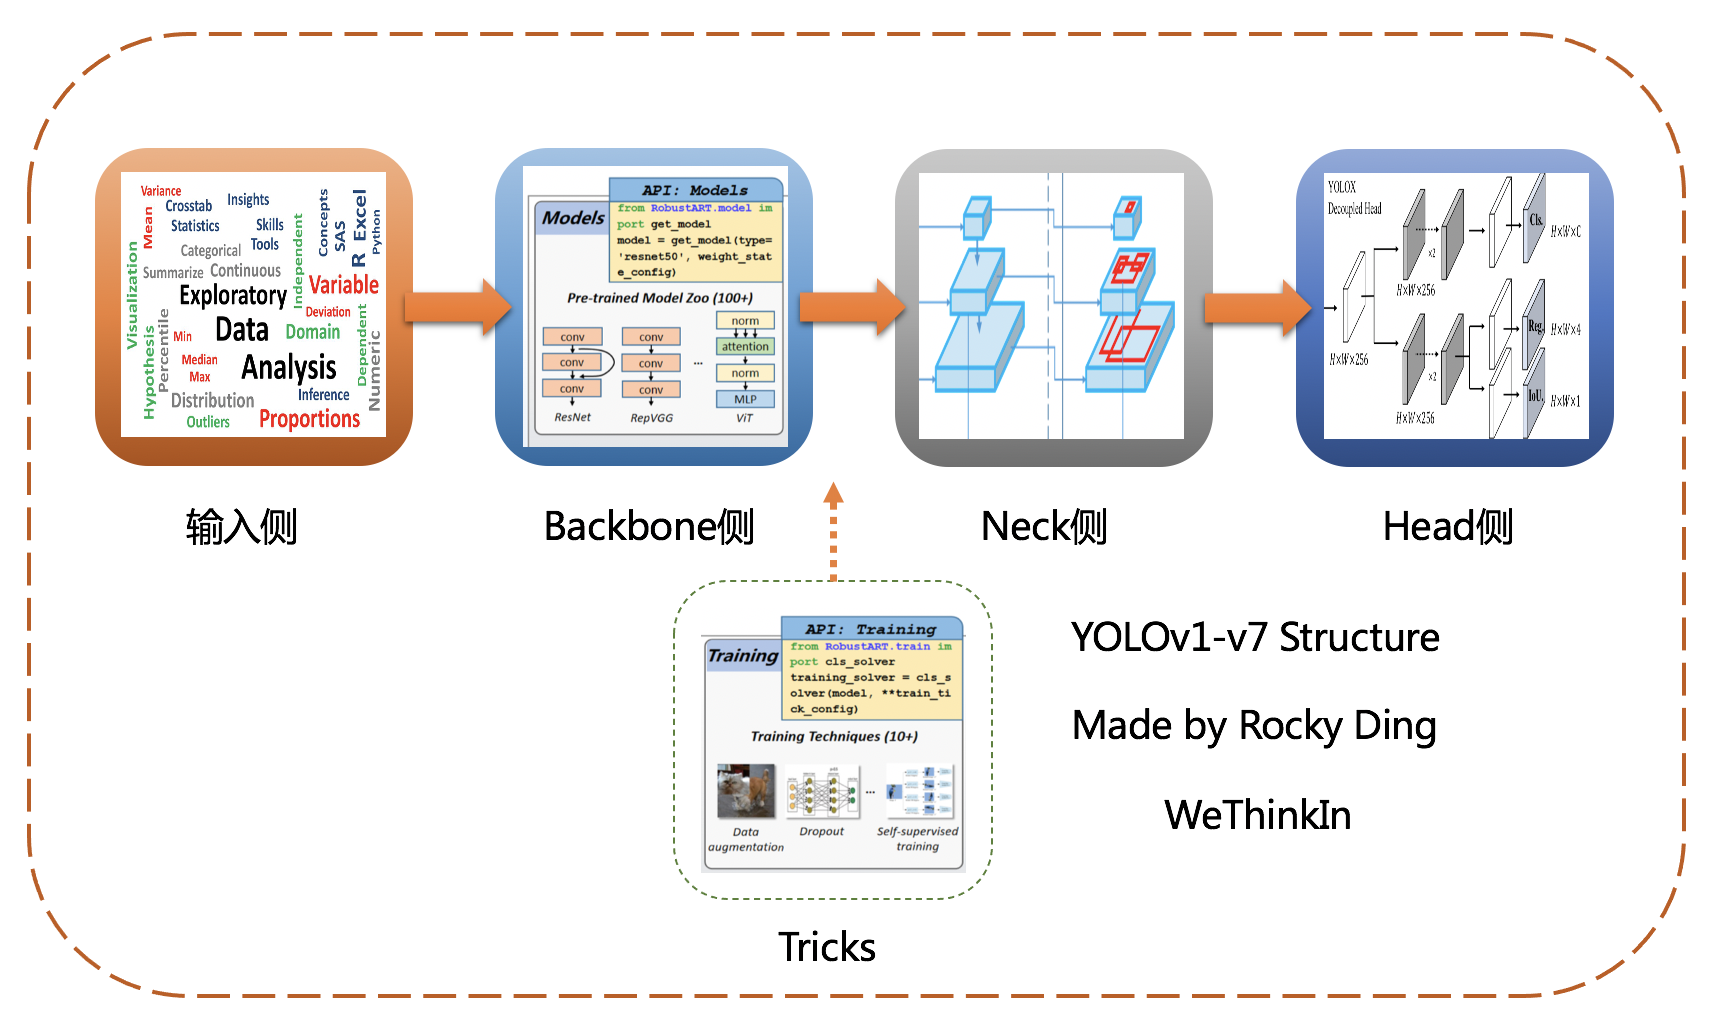 Variance
Crosstab
Insights
Mean
Statistics
Skills
Concepts
SAS
R Excel
Python
Categorical
Tools
Independent
Visualization
Summarize
Continuous
Exploratory
Variable
Deviation
Data
Domain
Min
Hypothesis
Percentile
Median
Analysis
Dependent
Numeric
Max
Distribution
Inference
Outliers
Proportions
输入侧
API: Models
Models
from RobustART.model im
port get_model
model = get_model(type=
'resnet50', weight_stat
e_config)
Pre-trained Model Zoo (100+)
conv
conv
conv
ResNet
conv
conv
conv
RepVGG
...
norm
attention
norm
MLP
ViT
Backbone侧
Neck侧
YOLOX
Decoupled Head
H×W×256
H×W×256
×2
Cls.
H×W×C
H×W×256
×2
Reg.
H×W×4
IoU.
H×W×1
Head侧
API: Training
Training
from RobustART.train im
port cls_solver
training_solver = cls_s
olver(model, **train_ti
ck_config)
Training Techniques (10+)
Data
augmentation
Dropout
...
Self-supervised
training
Tricks
YOLOv1-v7 Structure
Made by Rocky Ding
WeThinkIn